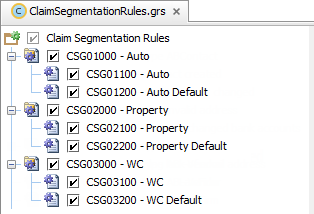 ClaimSegmentationRules.grs
Claim Segmentation Rules
CSG01000 - Auto
CSG01100 - Auto
CSG01200 - Auto Default
CSG02000 - Property
CSG02100 - Property
CSG02200 - Property Default
CSG03000 - WC
CSG03100 - WC
CSG03200 - WC Default